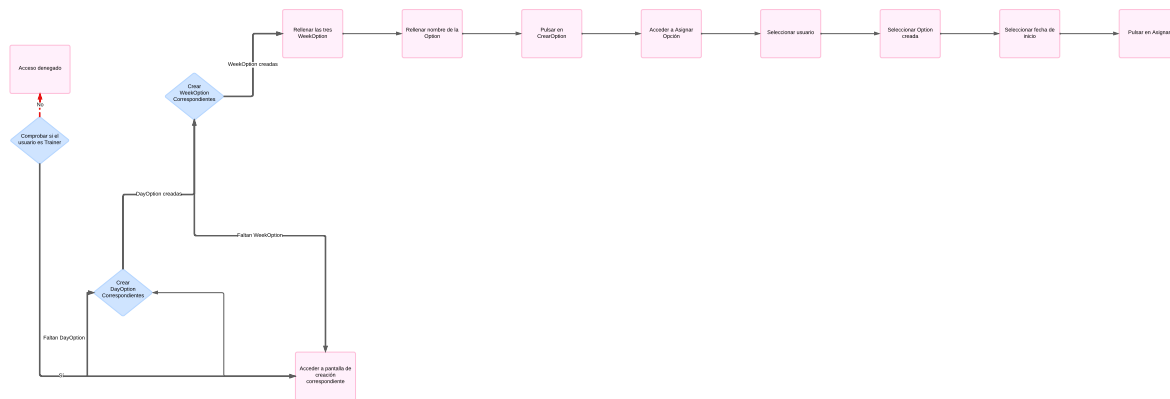 Rellenar las tres
WeekOption
Rellenar nombre de la
Option
Pulsar en
CrearOption
Acceder a Asignar
Opción
Seleccionar usuario
Seleccionar Option
creada
Seleccionar fecha de
inicio
Pulsar en Asignar
Acceso denegado
WeekOption creadas
Crear
WeekOption
Correspondientes
No
Comprobar si el
usuario es Trainer
DayOption creadas
Faltan WeekOption
Crear
DayOption
Correspondientes
Faltan DayOption
Sí
Acceder a pantalla de
creación
correspondiente